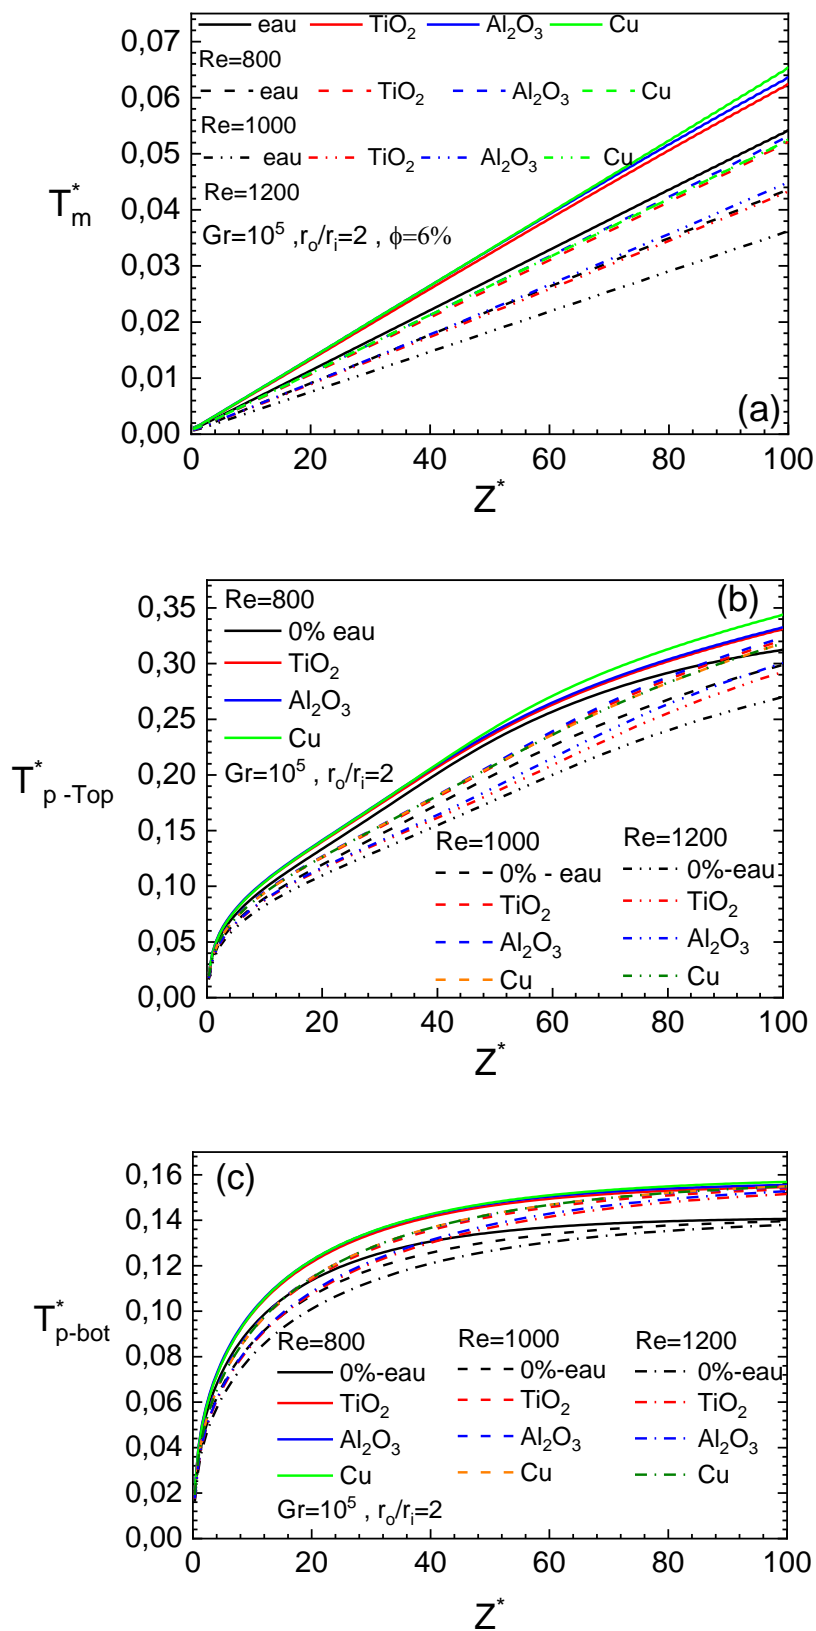 eau TiO2 Al2O3 Cu
Re=800
eau TiO2 Al2O3 Cu
Re=1000
eau TiO2 Al2O3 Cu
Re=1200
Gr=10^5 ,ro/ri=2 , ϕ=6%
0,07
0,06
0,05
0,04
0,03
0,02
0,01
0,00
T*m
(a)
0 20 40 60 80 100
Z*
(b)
Re=800
0% eau
TiO2
Al2O3
Cu
Gr=10^5 , ro/ri=2
0,35
0,30
0,25
0,20
0,15
0,10
0,05
0,00
T*p -Top
Re=1000
0% - eau
TiO2
Al2O3
Cu
Re=1200
0%-eau
TiO2
Al2O3
Cu
0 20 40 60 80 100
Z*
(c)
0,16
0,14
0,12
0,10
0,08
0,06
0,04
0,02
0,00
T*p-bot
Re=800
0%-eau
TiO2
Al2O3
Cu
Gr=10^5 , ro/ri=2
Re=1000
0%-eau
TiO2
Al2O3
Cu
Re=1200
0%-eau
TiO2
Al2O3
Cu
0 20 40 60 80 100
Z*